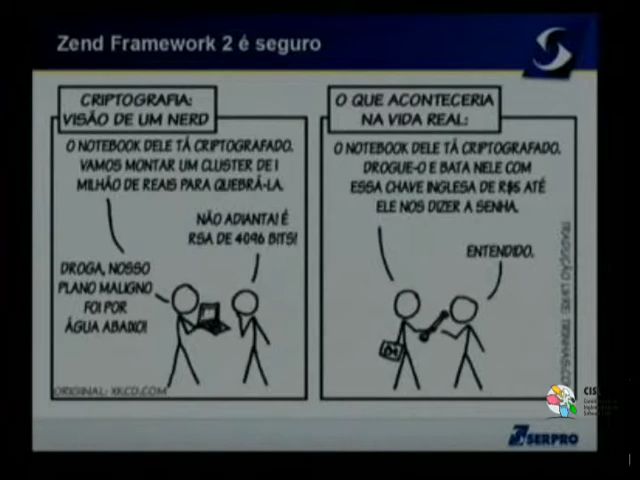 Zend Framework 2 é seguro
CRIPTOGRAFIA:
VISÃO DE UM NERD
O NOTEBOOK DELE TÁ CRIPTOGRAFADO.
VAMOS MONTAR UM CLUSTER DE 1
MILHÃO DE REAIS PARA QUEBRÁ-LA.
NÃO ADIANTA! É
RSA DE 4096 BITS!
DROGA, NOSSO
PLANO MALIGNO
FOI POR
ÁGUA ABAIXO!
ORIGINAL: XKCD.COM
O QUE ACONTECERIA
NA VIDA REAL:
O NOTEBOOK DELE TÁ CRIPTOGRAFADO.
DROGUE-O E BATA NELE COM
ESSA CHAVE INGLESA DE R$5 ATÉ
ELE NOS DIZER A SENHA.
ENTENDIDO.
TRADUÇÃO LIVRE:
CIS
SERPRO